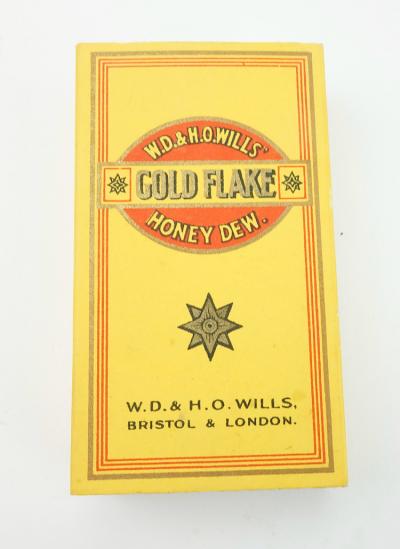 W.D.&H.O.WILLS'
GOLD FLAKE
HONEY DEW.
W.D.& H.O.WILLS,
BRISTOL & LONDON.